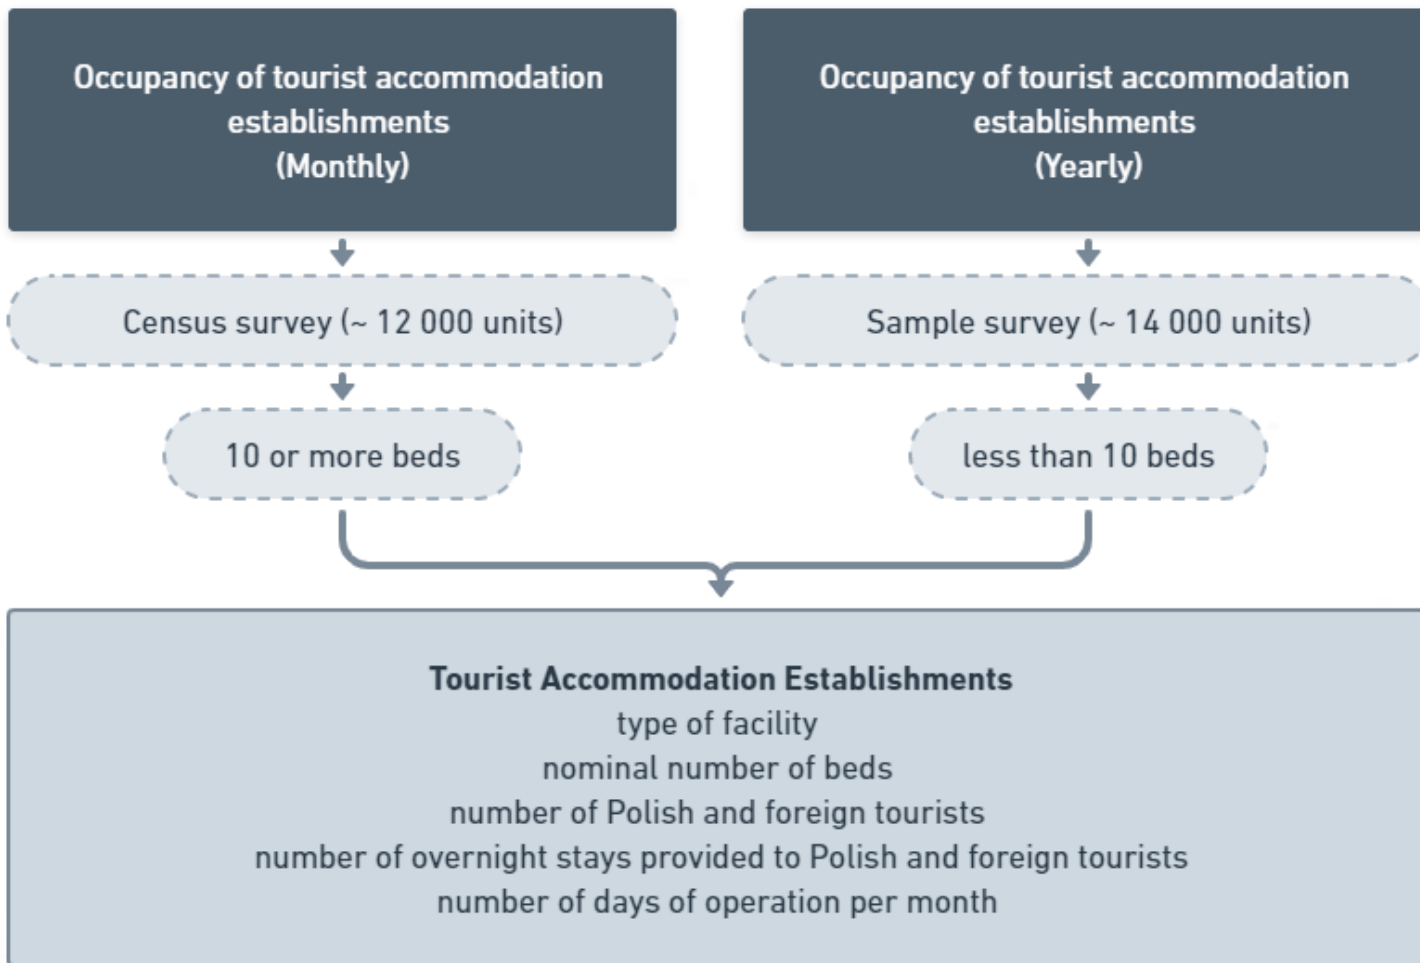 Occupancy of tourist accommodation
establishments
(Monthly)
Occupancy of tourist accommodation
establishments
(Yearly)
Census survey (~ 12 000 units)
Sample survey (~ 14 000 units)
10 or more beds
less than 10 beds
Tourist Accommodation Establishments
type of facility
nominal number of beds
number of Polish and foreign tourists
number of overnight stays provided to Polish and foreign tourists
number of days of operation per month